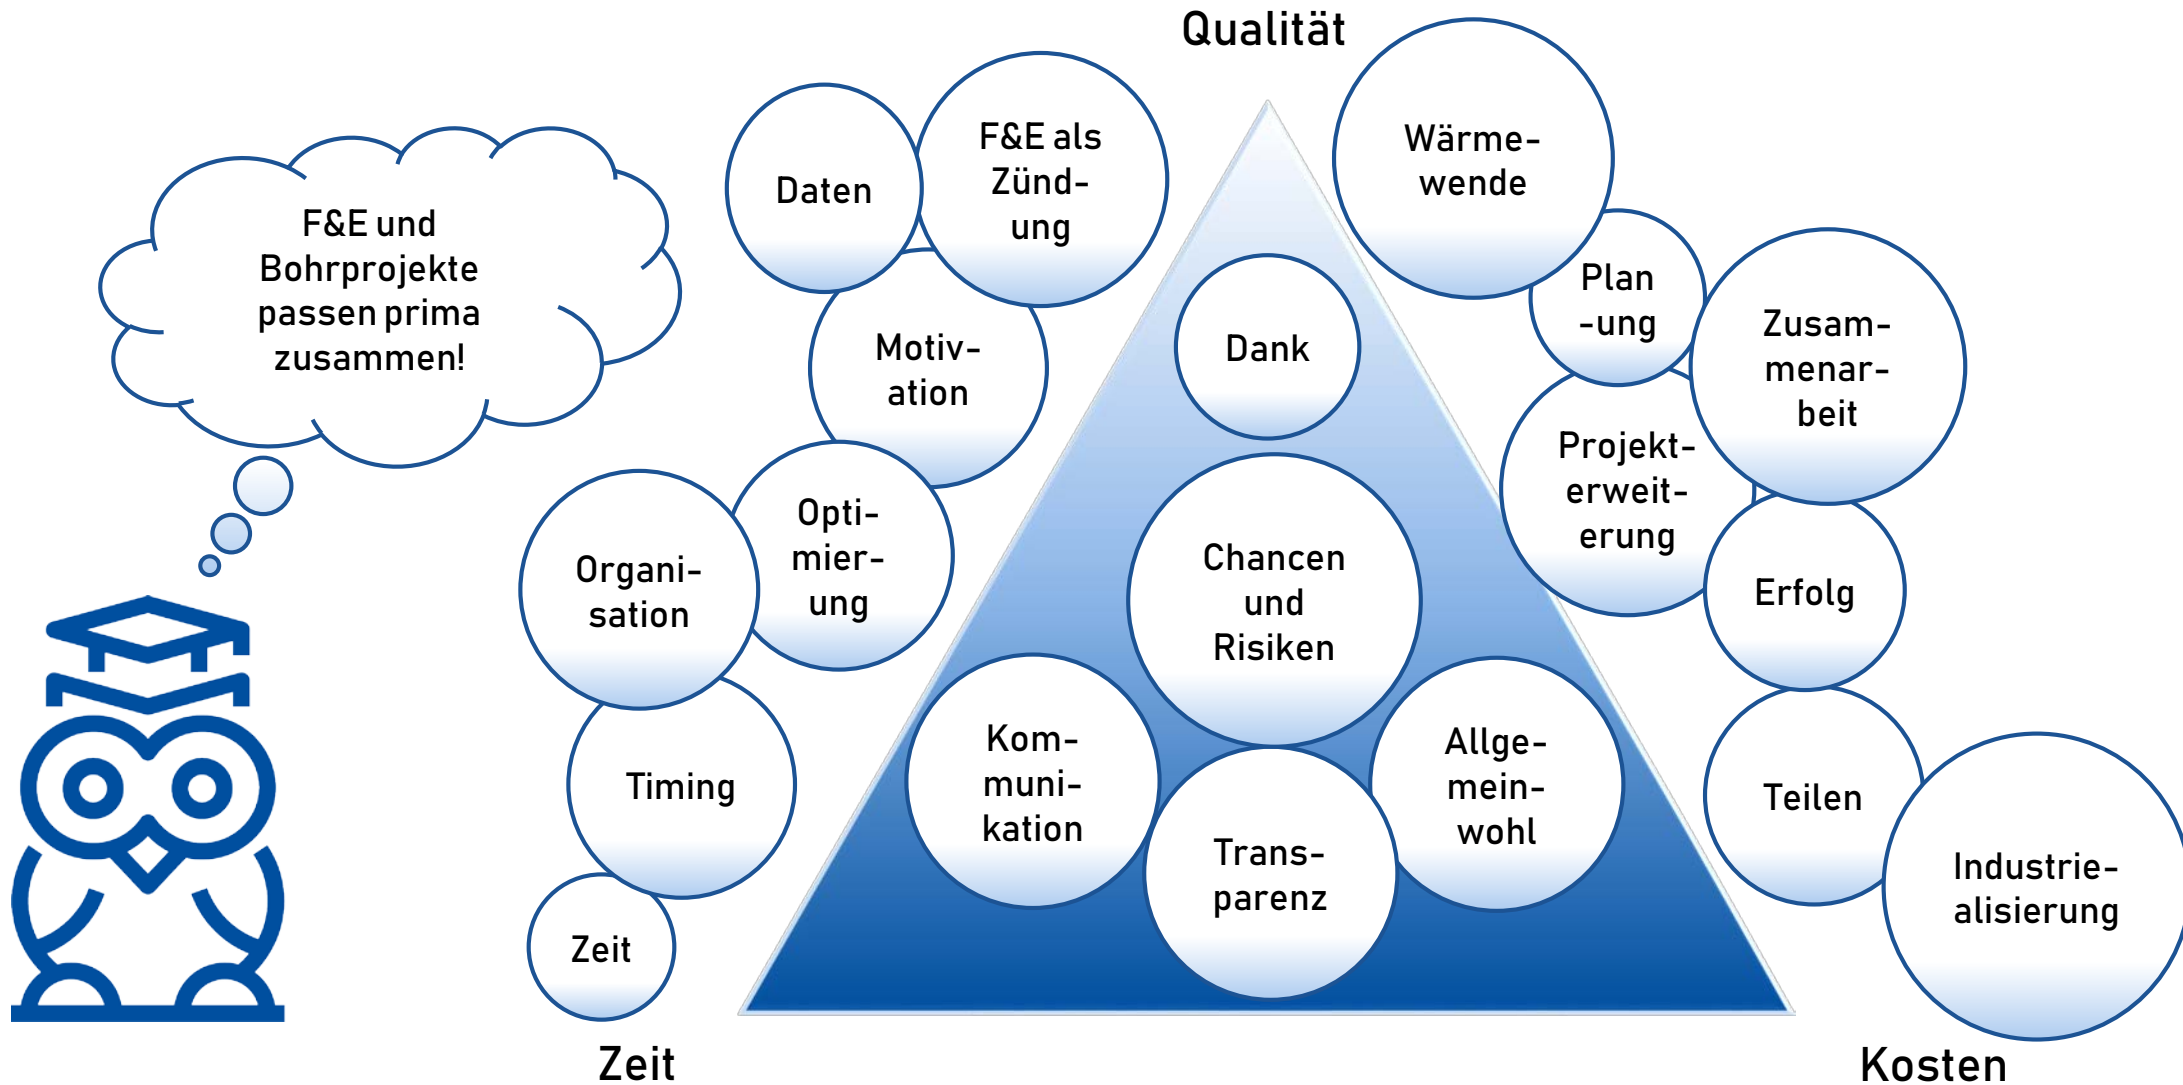 Qualität
F&E und
Bohrprojekte
passen prima
zusammen!
Daten
F&E als
Zünd-
ung
Motiv-
ation
Opti-
mier-
ung
Organi-
sation
Timing
Zeit
Dank
Chancen
und
Risiken
Kom-
muni-
kation
Trans-
parenz
Allge-
mein-
wohl
Wärme-
wende
Plan
-ung
Zusam-
menar-
beit
Projekt-
erweit-
erung
Erfolg
Teilen
Industrie-
alisierung
Zeit
Kosten